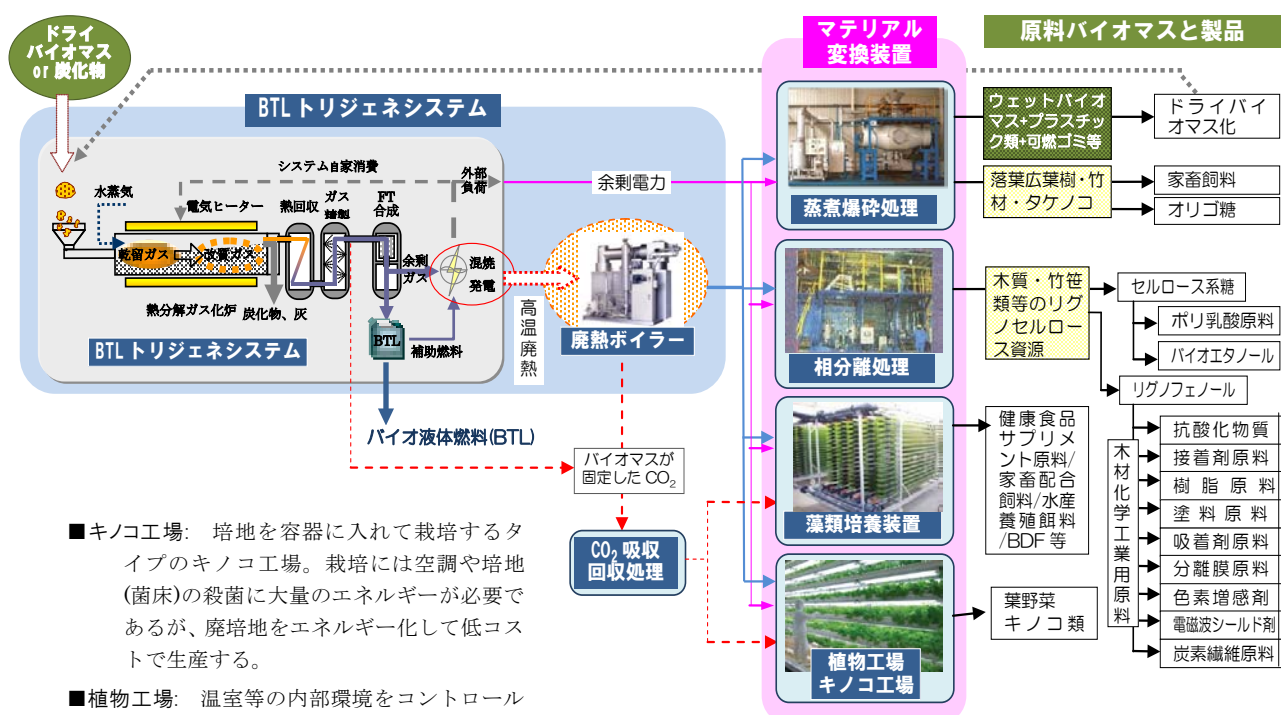 ドライ
バイオマス
or 炭化物
BTLトリジェネシステム
システム自家消費
外部
負荷
水蒸気
電気ヒーター
熱回収
ガス
精製
FT
合成
乾留ガス
改質ガス
余剰
ガス
混焼
発電
熱分解ガス化炉
炭化物、灰
BTLトリジェネシステム
BTL
補助燃料
バイオ液体燃料(BTL)
余剰電力
高温廃熱
廃熱ボイラー
バイオマスが
固定したCO₂
CO₂吸収
回収処理
マテリアル
変換装置
蒸煮爆砕処理
相分離処理
藻類培養装置
植物工場
キノコ工場
原料バイオマスと製品
ウェットバイオ
マス+プラスチッ
ク類+可燃ゴミ等
ドライバイ
オマス化
落葉広葉樹・竹
材・タケノコ
家畜飼料
オリゴ糖
木質・竹笹
類等のリグ
ノセルロー
ス資源
セルロース系糖
ポリ乳酸原料
バイオエタノール
リグノフェノール
木材化学工業用原料
抗酸化物質
接着剤原料
樹脂原料
塗料原料
吸着剤原料
分離膜原料
色素増感剤
電磁波シールド剤
炭素繊維原料
健康食品
サプリメ
ント原料/
家畜配合
飼料/水産
養殖餌料
/BDF等
葉野菜
キノコ類
■キノコ工場: 培地を容器に入れて栽培するタ
イプのキノコ工場。栽培には空調や培地
(菌床)の殺菌に大量のエネルギーが必要で
あるが、廃培地をエネルギー化して低コス
トで生産する。
■植物工場: 温室等の内部環境をコントロール